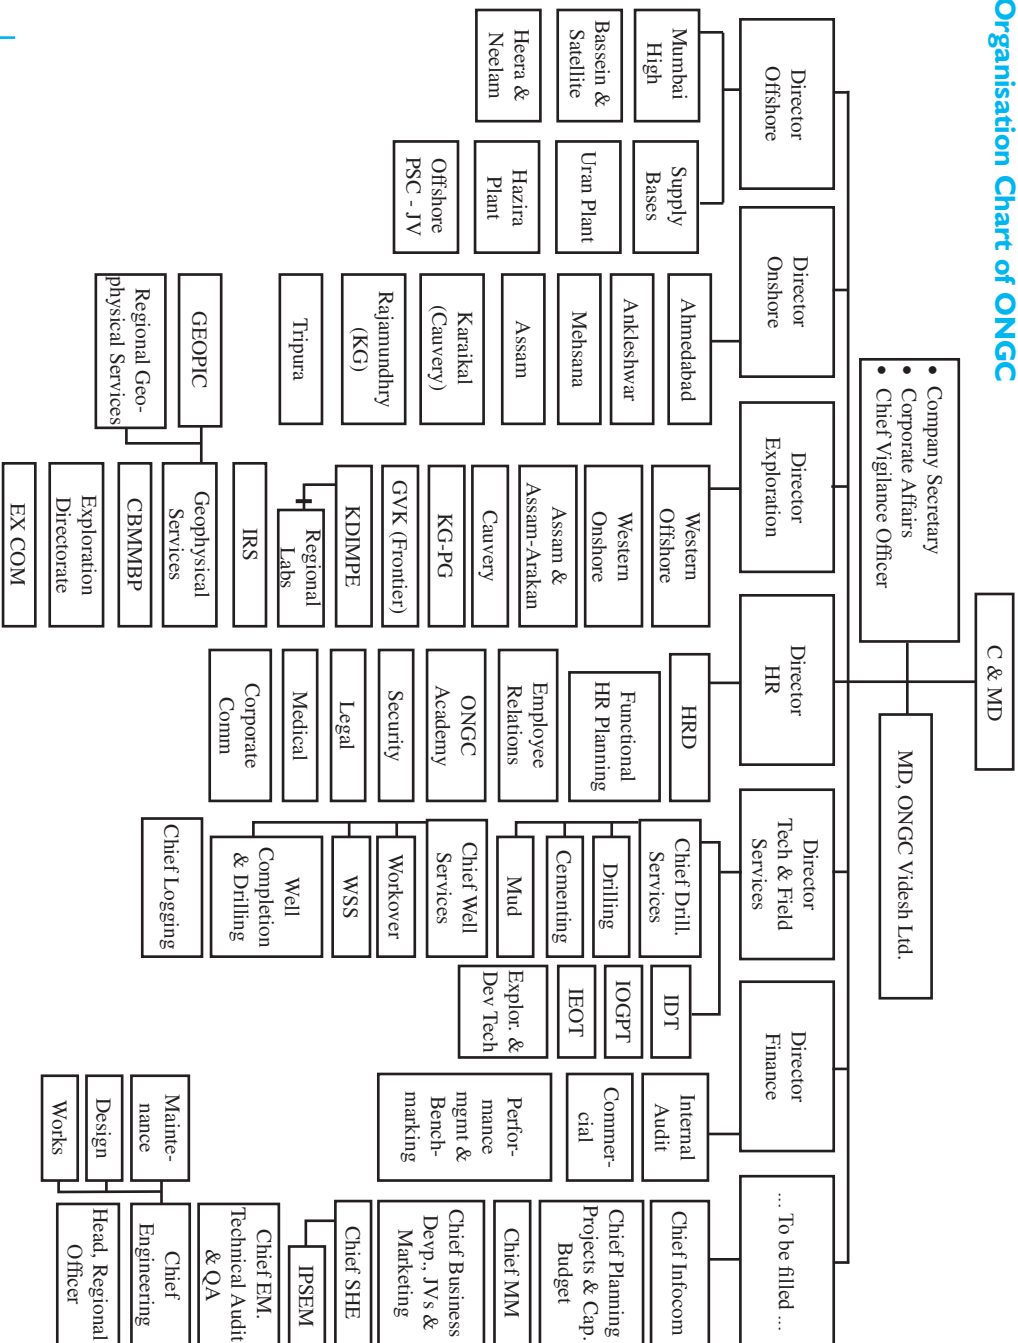 Organisation Chart of ONGC
C & MD
• Company Secretary
• Corporate Affairs
• Chief Vigilance Officer
MD, ONGC Videsh Ltd.
Director
Offshore
Director
Onshore
Director
Exploration
Director
HR
Director
Tech & Field
Services
Director
Finance
... To be filled ...
Mumbai
High
Bassein &
Satellite
Heera &
Neelam
Supply
Bases
Uran Plant
Hazira
Plant
Offshore
PSC - JV
Ahmedabad
Ankleshwar
Mehsana
Assam
Karaikal
(Cauvery)
Rajamundhry
(KG)
Tripura
Western
Offshore
Western
Onshore
Assam &
Assam-Arakan
Cauvery
KG-PG
GVK (Frontier)
KDIMPE
Regional
Labs
IRS
GEOPIC
Regional Geo-
physical Services
Geophysical
Services
CBMMBP
Exploration
Directorate
EX COM
HRD
Functional
HR Planning
Employee
Relations
ONGC
Academy
Security
Legal
Medical
Corporate
Comm
Chief Drill.
Services
Drilling
Cementing
Mud
Chief Well
Services
Workover
WSS
Well
Completion
& Drilling
Chief Logging
IDT
IOGPT
IEOT
Explor. &
Dev Tech
Internal
Audit
Commer-
cial
Perfor-
mance
mgmt &
Bench-
marking
Chief Infocom
Chief Planning
Projects & Cap.
Budget
Chief MM
Chief Business
Devp., JVs &
Marketing
Chief SHE
IPSEM
Chief EM.
Technical Audit
& QA
Chief
Engineering
Mainte-
nance
Design
Works
Head, Regional
Officer